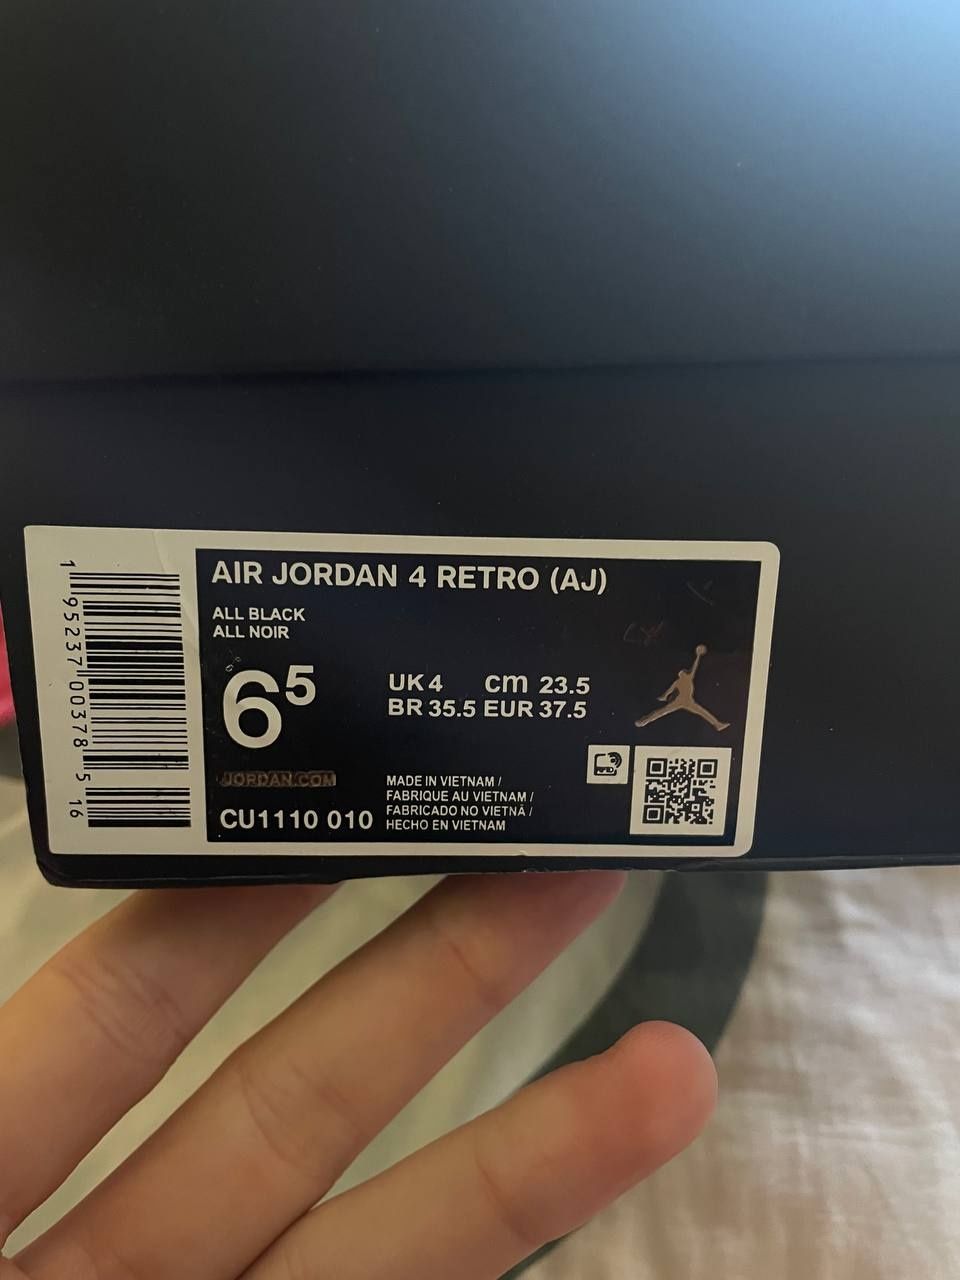 AIR JORDAN 4 RETRO (AJ)
ALL BLACK
ALL NOIR
6⁵
UK 4 cm 23.5
BR 35.5 EUR 37.5
JORDAN.COM
CU1110 010
MADE IN VIETNAM /
FABRIQUE AU VIETNAM /
FABRICADO NO VIETNÃ /
HECHO EN VIETNAM
1 95237 00378 5 16